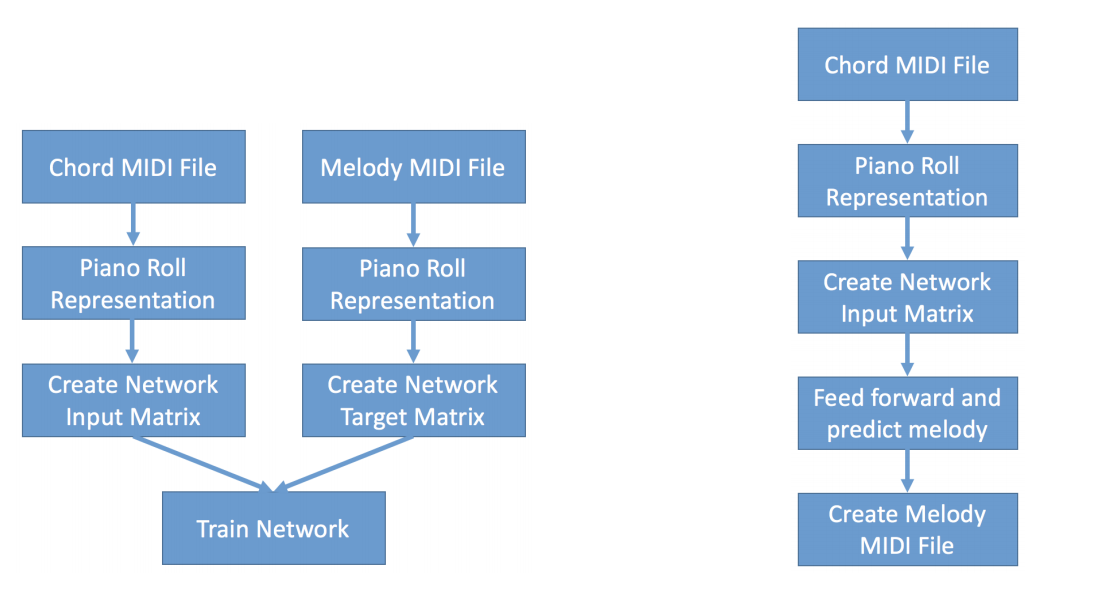 Chord MIDI File
Melody MIDI File
Piano Roll
Representation
Piano Roll
Representation
Create Network
Input Matrix
Create Network
Target Matrix
Train Network
Chord MIDI File
Piano Roll
Representation
Create Network
Input Matrix
Feed forward and
predict melody
Create Melody
MIDI File